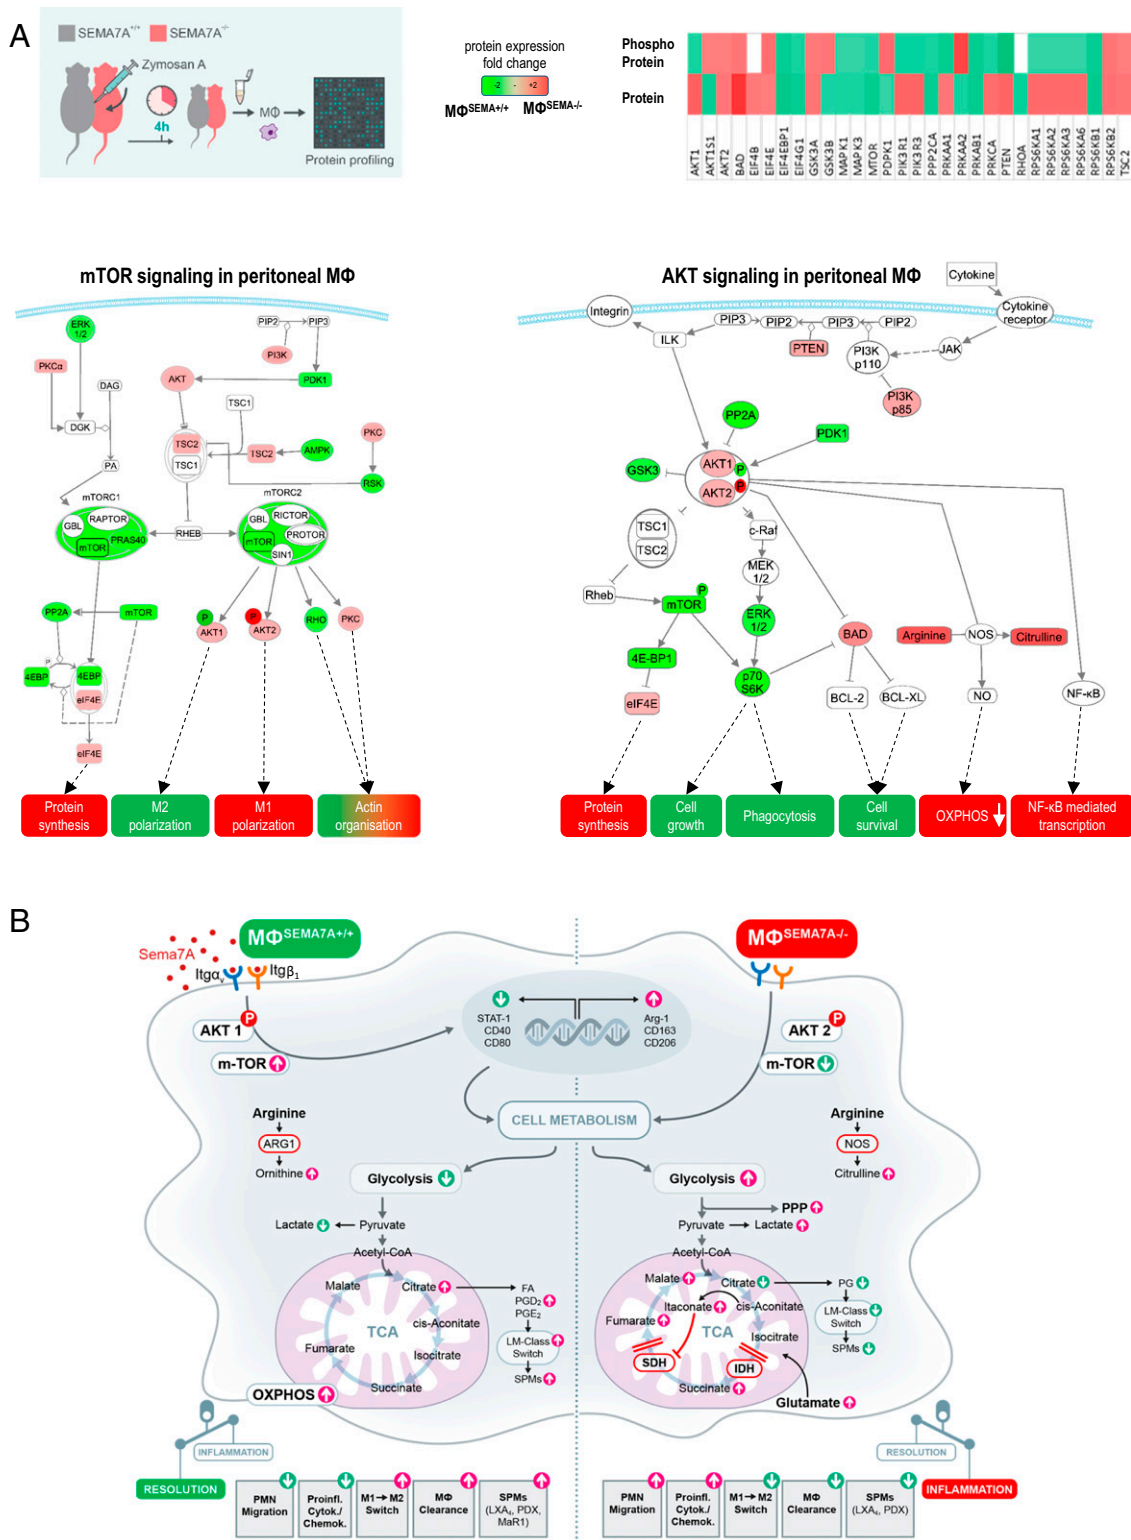 A
SEMA7A+/+
SEMA7A-/-
Zymosan A
4h
MΦ
Protein profiling
protein expression
fold change
-2
-
+2
MΦSEMA+/+
MΦSEMA-/-
Phospho
Protein
Protein
AKT1
AKT1S1
AKT2
BAD
EIF4B
EIF4E
EIF4EBP1
EIF4G1
GSK3A
GSK3B
MAPK1
MAPK3
MTOR
PDPK1
PIK3R1
PIK3R3
PPP2CA
PRKAA1
PRKAA2
PRKAB1
PRKCA
PTEN
RHOA
RPS6KA1
RPS6KA2
RPS6KA3
RPS6KA6
RPS6KB1
RPS6KB2
TSC2
mTOR signaling in peritoneal MΦ
ERK
1/2
PIP2
PIP3
PI3K
PKCα
AKT
PDK1
DAG
TSC1
DGK
PKC
TSC2
TSC1
TSC2
AMPK
PA
RSK
mTORC1
mTORC2
GBL
RAPTOR
mTOR
PRAS40
RHEB
GBL
RICTOR
mTOR
PROTOR
SIN1
PP2A
mTOR
P
AKT1
P
AKT2
RHO
PKC
P
4EBP
4EBP
eIF4E
eIF4E
Protein
synthesis
M2
polarization
M1
polarization
Actin
organisation
AKT signaling in peritoneal MΦ
Cytokine
Integrin
Cytokine
receptor
PIP3
PIP2
PIP3
PIP2
ILK
PTEN
PI3K
p110
JAK
PI3K
p85
PP2A
PDK1
GSK3
AKT1
P
AKT2
P
TSC1
TSC2
c-Raf
MEK
1/2
Rheb
P
mTOR
ERK
1/2
4E-BP1
BAD
Arginine
NOS
Citrulline
p70
S6K
eIF4E
BCL-2
BCL-XL
NO
NF-κB
Protein
synthesis
Cell
growth
Phagocytosis
Cell
survival
OXPHOS
NF-κB mediated
transcription
B
MΦSEMA7A+/+
Sema7A
Itgαv
Itgβ1
AKT 1
P
m-TOR
STAT-1
CD40
CD80
Arg-1
CD163
CD206
MΦSEMA7A-/-
AKT 2
P
m-TOR
CELL METABOLISM
Arginine
ARG1
Ornithine
Arginine
NOS
Citrulline
Glycolysis
Lactate
Pyruvate
Acetyl-CoA
Malate
Citrate
FA
PGD2
PGE2
cis-Aconitate
TCA
Fumarate
Isocitrate
LM-Class
Switch
SPMs
Succinate
OXPHOS
Glycolysis
PPP
Pyruvate
Lactate
Acetyl-CoA
Malate
Citrate
PG
Itaconate
cis-Aconitate
Fumarate
TCA
LM-Class
Switch
Isocitrate
SPMs
SDH
IDH
Succinate
Glutamate
INFLAMMATION
RESOLUTION
PMN
Migration
Proinfl.
Cytok./
Chemok.
M1→M2
Switch
MΦ
Clearance
SPMs
(LXA4, PDX,
MaR1)
PMN
Migration
Proinfl.
Cytok./
Chemok.
M1→M2
Switch
MΦ
Clearance
SPMs
(LXA4, PDX)
RESOLUTION
INFLAMMATION